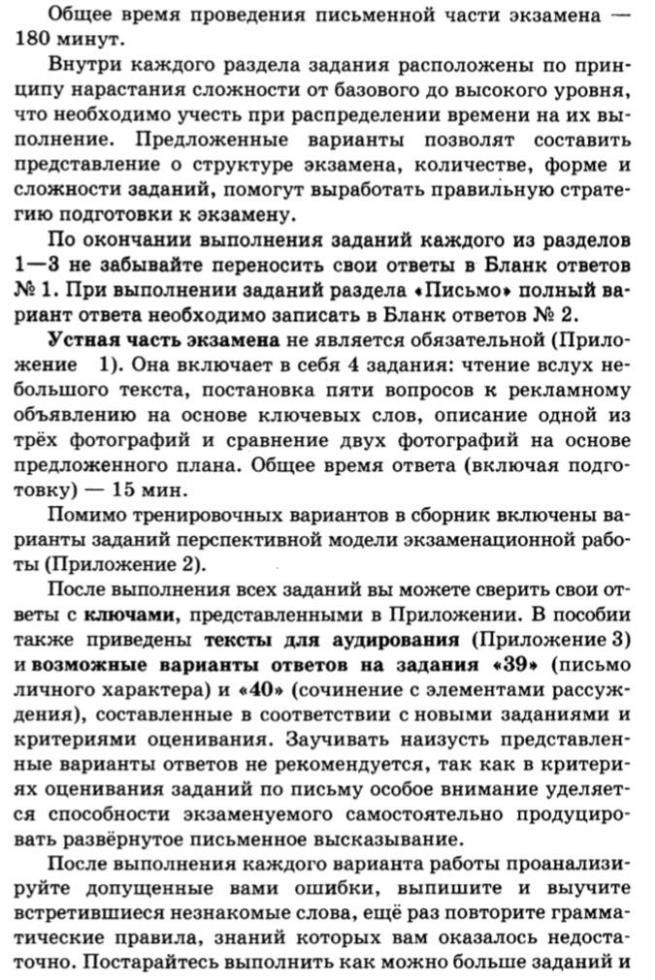 Общее время проведения письменной части экзамена —
180 минут.
Внутри каждого раздела задания расположены по прин-
ципу нарастания сложности от базового до высокого уровня,
что необходимо учесть при распределении времени на их вы-
полнение. Предложенные варианты позволят составить
представление о структуре экзамена, количестве, форме и
сложности заданий, помогут выработать правильную страте-
гию подготовки к экзамену.
По окончании выполнения заданий каждого из разделов
1—3 не забывайте переносить свои ответы в Бланк ответов
№ 1. При выполнении заданий раздела «Письмо» полный ва-
риант ответа необходимо записать в Бланк ответов № 2.
Устная часть экзамена не является обязательной (Прило-
жение 1). Она включает в себя 4 задания: чтение вслух не-
большого текста, постановка пяти вопросов к рекламному
объявлению на основе ключевых слов, описание одной из
трёх фотографий и сравнение двух фотографий на основе
предложенного плана. Общее время ответа (включая подго-
товку) — 15 мин.
Помимо тренировочных вариантов в сборник включены ва-
рианты заданий перспективной модели экзаменационной рабо-
ты (Приложение 2).
После выполнения всех заданий вы можете сверить свои от-
веты с ключами, представленными в Приложении. В пособии
также приведены тексты для аудирования (Приложение 3)
и возможные варианты ответов на задания «39» (письмо
личного характера) и «40» (сочинение с элементами рассуж-
дения), составленные в соответствии с новыми заданиями и
критериями оценивания. Заучивать наизусть представлен-
ные варианты ответов не рекомендуется, так как в критери-
ях оценивания заданий по письму особое внимание уделяет-
ся способности экзаменуемого самостоятельно продуциро-
вать развёрнутое письменное высказывание.
После выполнения каждого варианта работы проанализи-
руйте допущенные вами ошибки, выпишите и выучите
встретившиеся незнакомые слова, ещё раз повторите грамма-
тические правила, знаний которых вам оказалось недоста-
точно. Постарайтесь выполнить как можно больше заданий и